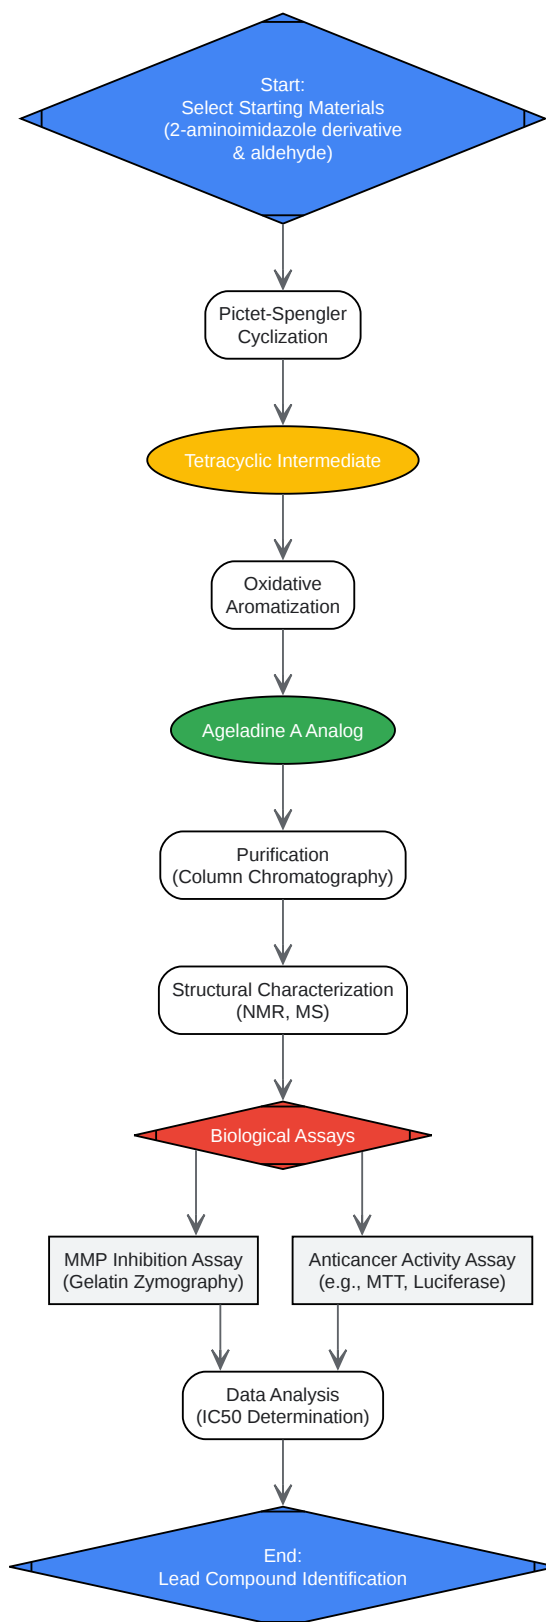 Start:
Select Starting Materials
(2-aminoimidazole derivative
& aldehyde)
Pictet-Spengler
Cyclization
Tetracyclic Intermediate
Oxidative
Aromatization
Ageladine A Analog
Purification
(Column Chromatography)
Structural Characterization
(NMR, MS)
Biological Assays
MMP Inhibition Assay
(Gelatin Zymography)
Anticancer Activity Assay
(e.g., MTT, Luciferase)
Data Analysis
(IC50 Determination)
End:
Lead Compound Identification